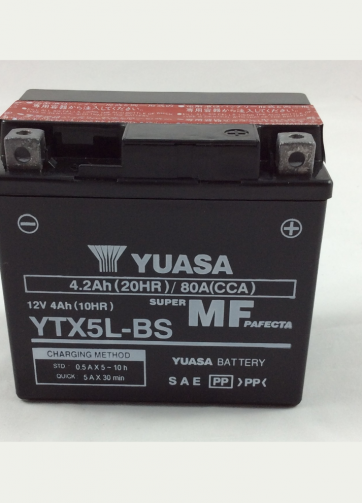 YUASA
4.2Ah(20HR)/80A(CCA)
12V 4Ah(10HR)
SUPER MF PAFECTA
YTX5L-BS
CHARGING METHOD
STD. 0.5A X 5~10h
QUICK 5A X 30 min
YUASA BATTERY
SAE PP >PP<